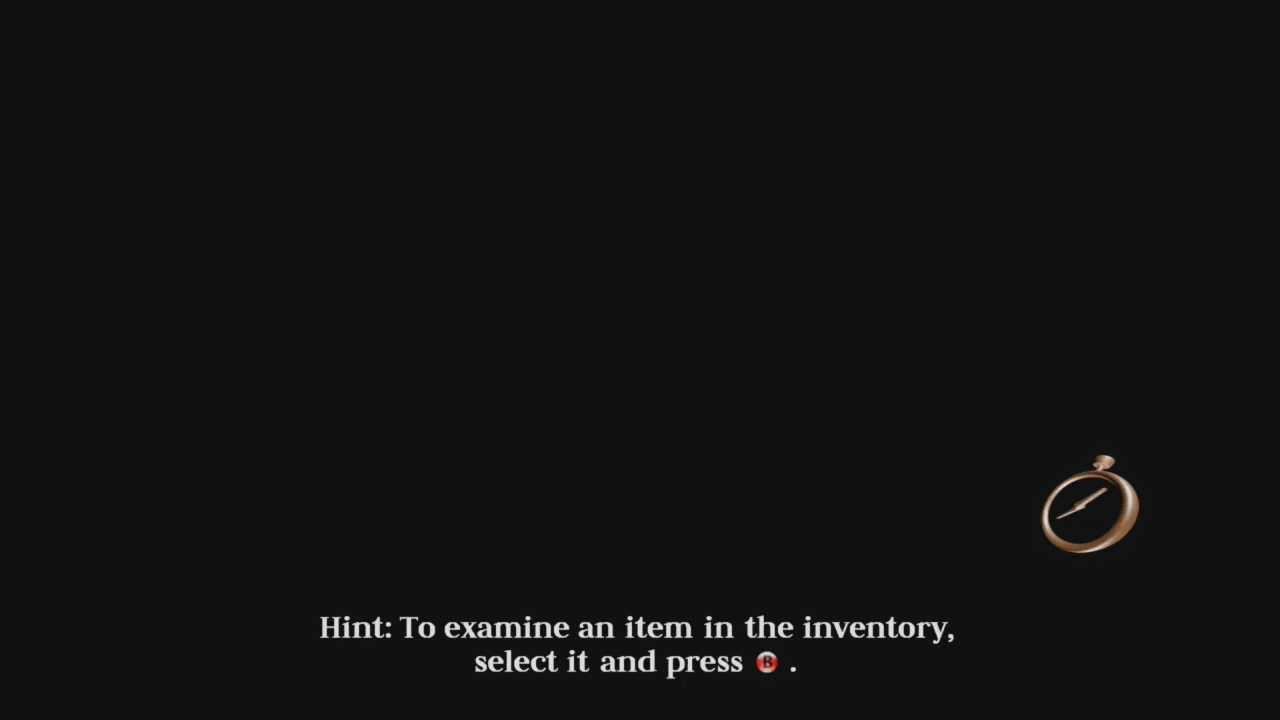 Hint: To examine an item in the inventory,
select it and press B .